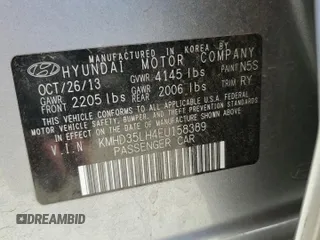 MANUFACTURED IN KOREA BY
HYUNDAI MOTOR COMPANY
OCT/26/13 GVWR 4145 lbs PAINT N5S
GAWR FRONT 2205 lbs GAWR REAR 2006 lbs TRIM RY
THIS VEHICLE CONFORMS TO ALL APPLICABLE
FEDERAL MOTOR VEHICLE SAFETY, BUMPER, AND THEFT
PREVENTION STANDARDS IN EFFECT ON THE DATE OF
MANUFACTURE SHOWN ABOVE.
V.I.N KMHD35LH4EU158389
PASSENGER CAR
© DREAMBID